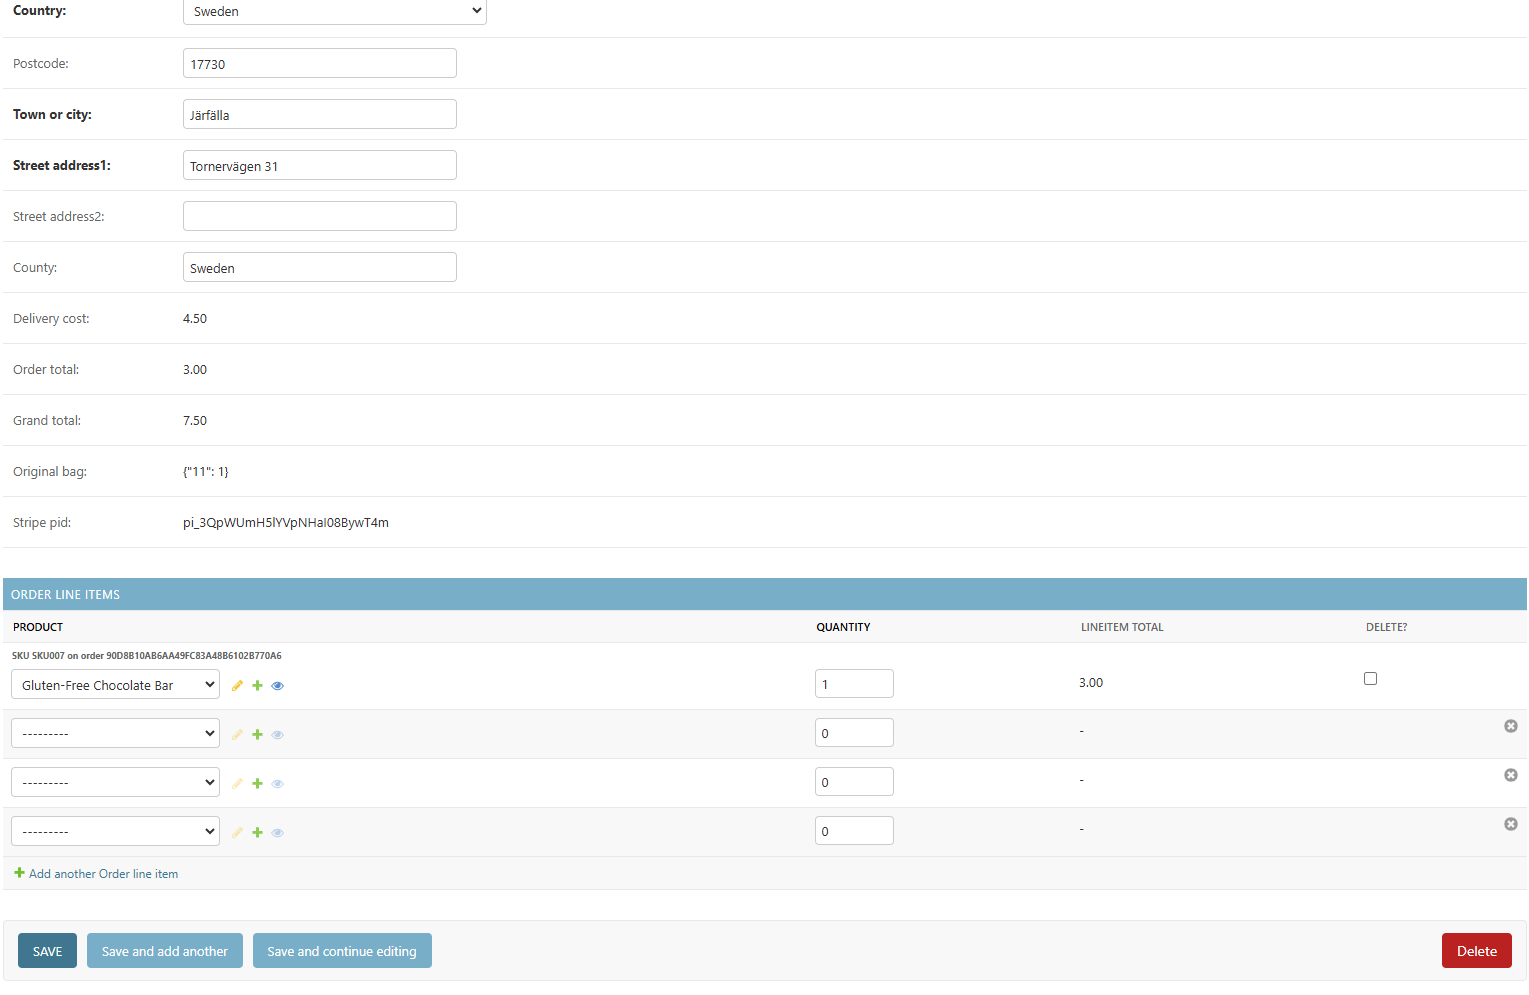 Country: Sweden
Postcode: 17730
Town or city: Järfälla
Street address1: Tornervägen 31
Street address2:
County: Sweden
Delivery cost: 4.50
Order total: 3.00
Grand total: 7.50
Original bag: {"11": 1}
Stripe pid: pi_3QpWUmH5lYVpNHaI08BywT4m
ORDER LINE ITEMS
PRODUCT QUANTITY LINEITEM TOTAL DELETE?
SKU SKU007 on order 90D8B10AB6AA49FC83A48B6102B770A6
Gluten-Free Chocolate Bar 1 3.00
--------- 0 -
--------- 0 -
--------- 0 -
Add another Order line item
SAVE Save and add another Save and continue editing Delete